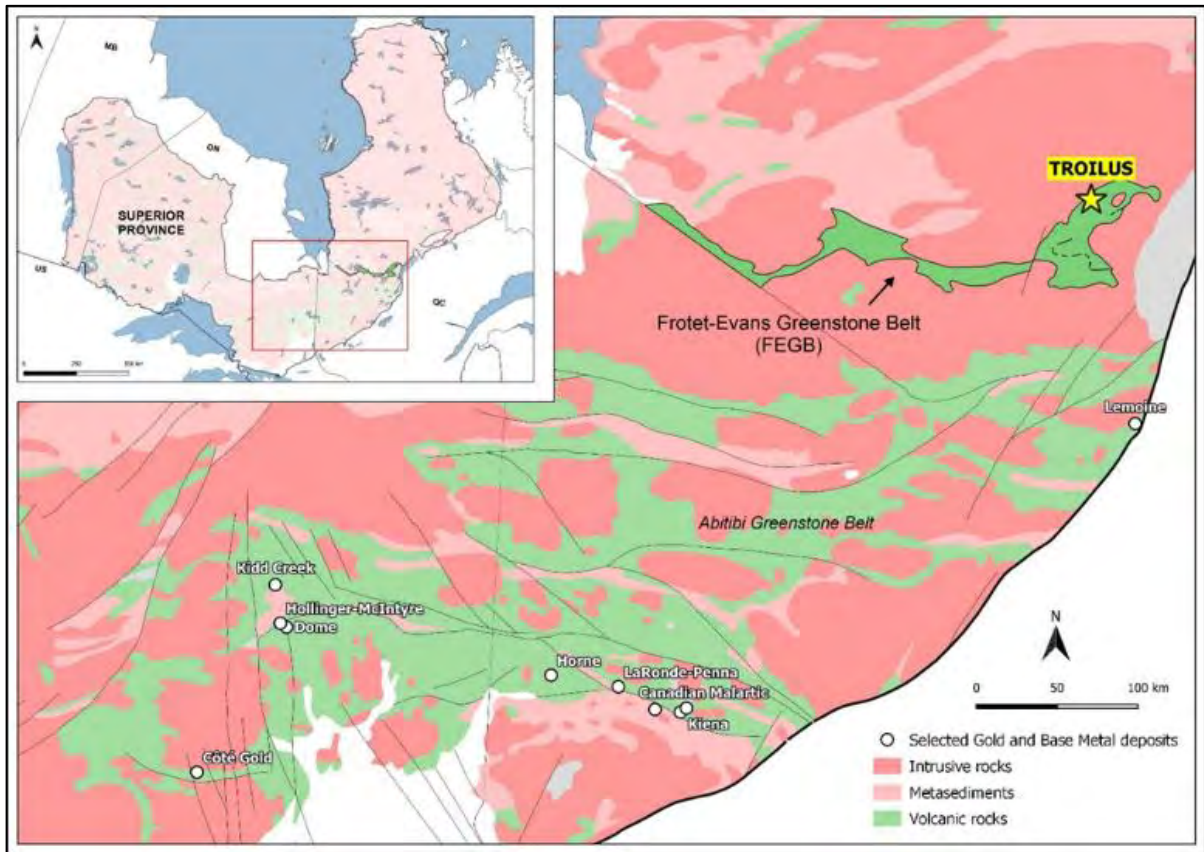 N
MB
ON
SUPERIOR
PROVINCE
US
QC
0
250
TROILUS
Frotet-Evans Greenstone Belt
(FEGB)
Lemoine
Abitibi Greenstone Belt
Kidd Creek
Hollinger-McIntyre
Dome
Horne
LaRonde-Penna
Canadian Malartic
Kiena
Côté Gold
N
0 50 100 km
Selected Gold and Base Metal deposits
Intrusive rocks
Metasediments
Volcanic rocks